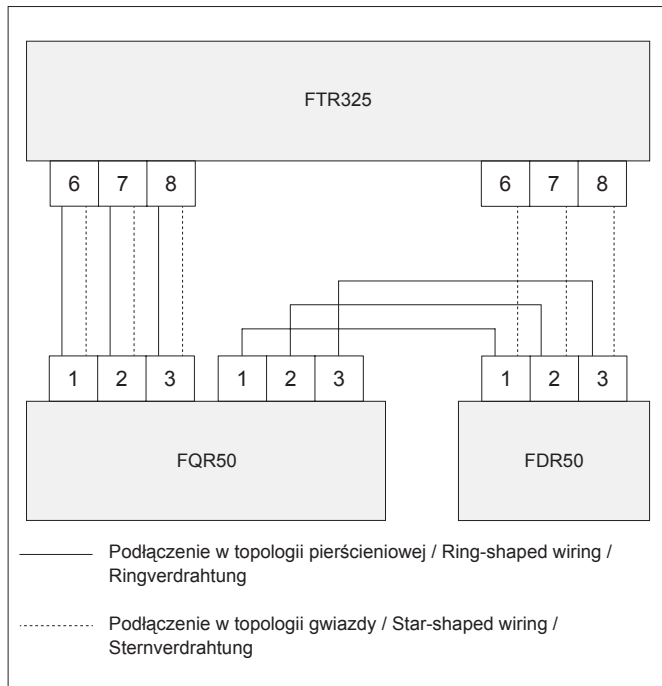 FTR325
6 7 8 6 7 8
1 2 3 1 2 3 1 2 3
FQR50 FDR50
Podłączenie w topologii pierścieniowej / Ring-shaped wiring /
Ringverdrahtung
Podłączenie w topologii gwiazdy / Star-shaped wiring /
Sternverdrahtung